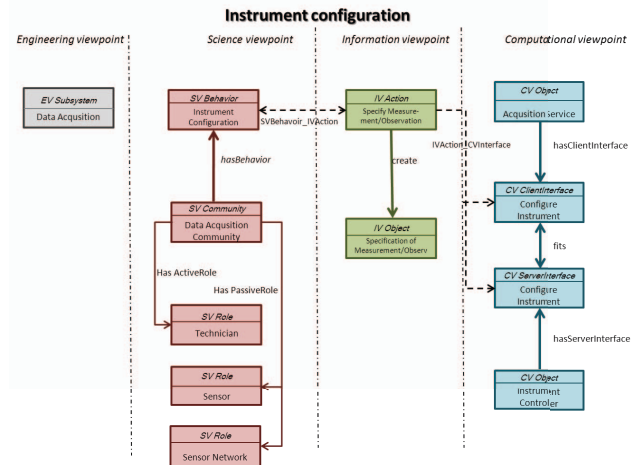 Instrument configuration
Engineering viewpoint
Science viewpoint
Information viewpoint
Computational viewpoint
EV Subsystem
Data Acqusition
SV Behavior
Instrument
Configuration
SVBehavoir_IVAction
IV Action
Specify Measure-
ment/Observation
IVAction_CVInterface
CV Object
Acqusition service
hasClientInterface
hasBehavior
create
CV ClientInterface
Configure
Instrument
SV Community
Data Acqusition
Community
IV Object
Specification of
Measurement/Observ
fits
CV ServerInterface
Configure
Instrument
Has ActiveRole
Has PassiveRole
SV Role
Technician
hasServerInterface
SV Role
Sensor
CV Object
instrument
Controler
SV Role
Sensor Network